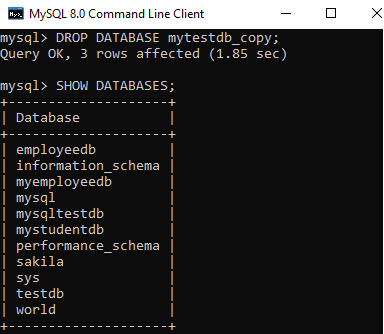 MySQL 8.0 Command Line Client
mysql> DROP DATABASE mytestdb_copy;
Query OK, 3 rows affected (1.85 sec)
mysql> SHOW DATABASES;
+--------------------+
| Database           |
+--------------------+
| employeedb         |
| information_schema |
| myemployeedb       |
| mysql              |
| mysqltestdb        |
| mystudentdb        |
| performance_schema |
| sakila             |
| sys                |
| testdb             |
| world              |
+--------------------+